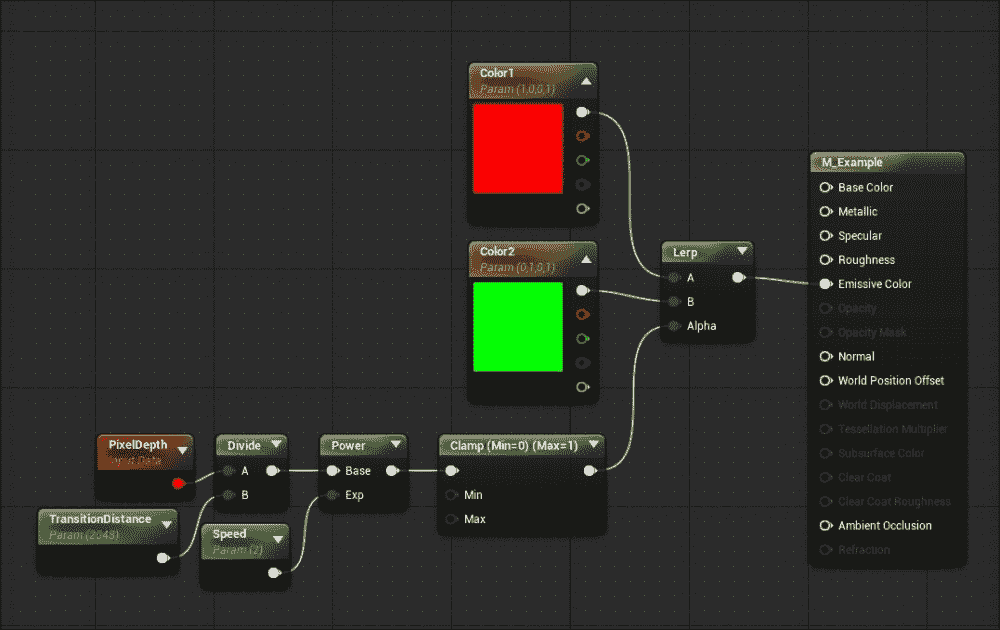 Color1
Param (1,0,0,1)
Color2
Param (0,1,0,1)
Lerp
A
B
Alpha
M_Example
Base Color
Metallic
Specular
Roughness
Emissive Color
Opacity
Opacity Mask
Normal
World Position Offset
World Displacement
Tessellation Multiplier
Subsurface Color
Clear Coat
Clear Coat Roughness
Ambient Occlusion
Refraction
PixelDepth
Input Data
Divide
A
B
Power
Base
Exp
Clamp (Min=0) (Max=1)
Min
Max
TransitionDistance
Param (2048)
Speed
Param (2)